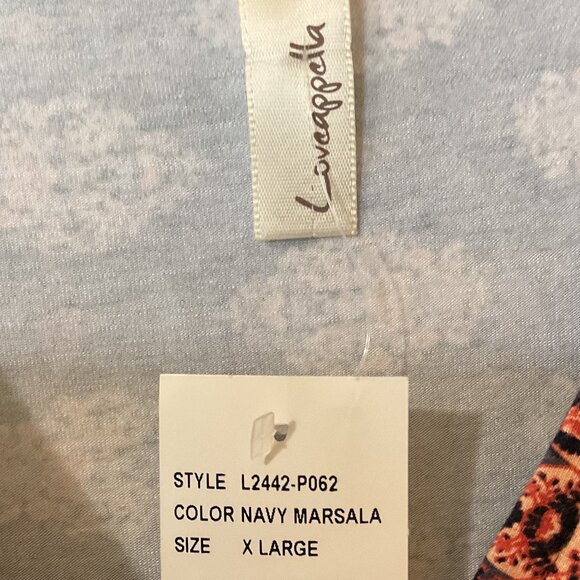 Loveappella
STYLE L2442-P062
COLOR NAVY MARSALA
SIZE X LARGE